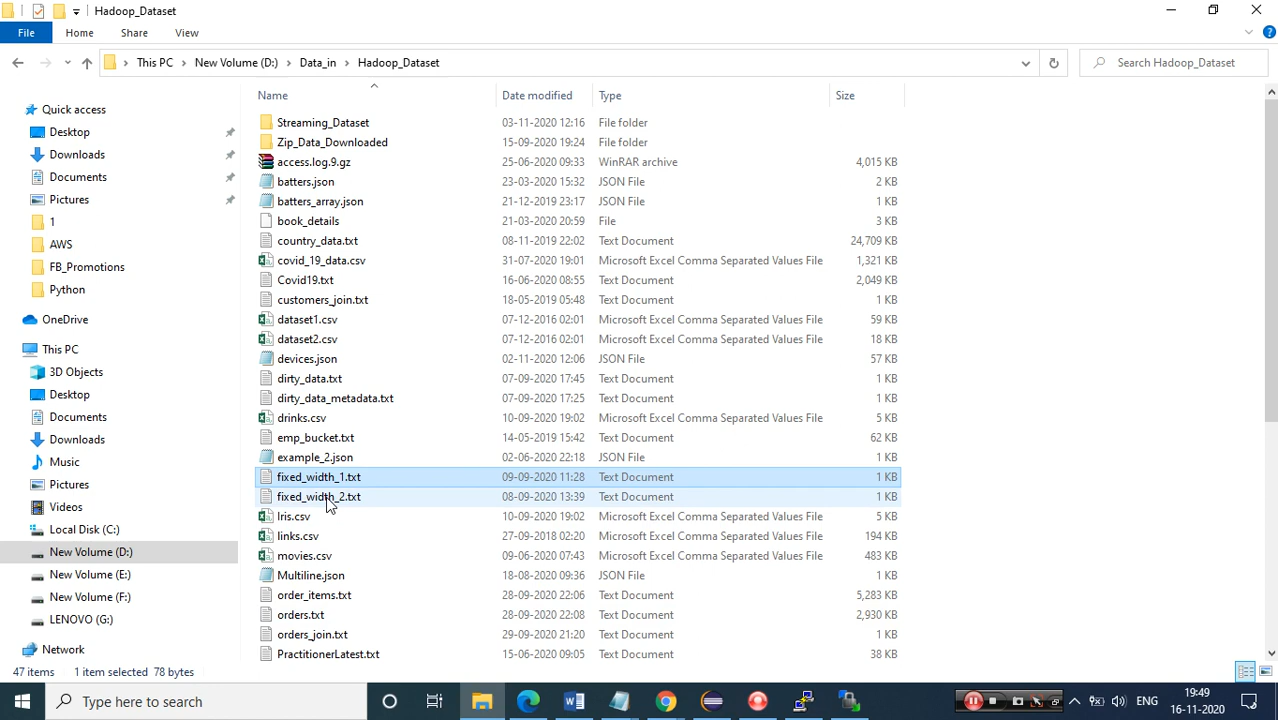 Hadoop_Dataset
File Home Share View
This PC New Volume (D:) Data_in Hadoop_Dataset Search Hadoop_Dataset
Name Date modified Type Size
Quick access
Desktop
Downloads
Documents
Pictures
1
AWS
FB_Promotions
Python
OneDrive
This PC
3D Objects
Desktop
Documents
Downloads
Music
Pictures
Videos
Local Disk (C:)
New Volume (D:)
New Volume (E:)
New Volume (F:)
LENOVO (G:)
Network
Streaming_Dataset 03-11-2020 12:16 File folder
Zip_Data_Downloaded 15-09-2020 19:24 File folder
access.log.9.gz 25-06-2020 09:33 WinRAR archive 4,015 KB
batters.json 23-03-2020 15:32 JSON File 2 KB
batters_array.json 21-12-2019 23:17 JSON File 1 KB
book_details 21-03-2020 20:59 File 3 KB
country_data.txt 08-11-2019 22:02 Text Document 24,709 KB
covid_19_data.csv 31-07-2020 19:01 Microsoft Excel Comma Separated Values File 1,321 KB
Covid19.txt 16-06-2020 08:55 Text Document 2,049 KB
customers_join.txt 18-05-2019 05:48 Text Document 1 KB
dataset1.csv 07-12-2016 02:01 Microsoft Excel Comma Separated Values File 59 KB
dataset2.csv 07-12-2016 02:01 Microsoft Excel Comma Separated Values File 18 KB
devices.json 02-11-2020 12:06 JSON File 57 KB
dirty_data.txt 07-09-2020 17:45 Text Document 1 KB
dirty_data_metadata.txt 07-09-2020 17:25 Text Document 1 KB
drinks.csv 10-09-2020 19:02 Microsoft Excel Comma Separated Values File 5 KB
emp_bucket.txt 14-05-2019 15:42 Text Document 62 KB
example_2.json 02-06-2020 22:18 JSON File 1 KB
fixed_width_1.txt 09-09-2020 11:28 Text Document 1 KB
fixed_width_2.txt 08-09-2020 13:39 Text Document 1 KB
Iris.csv 10-09-2020 19:02 Microsoft Excel Comma Separated Values File 5 KB
links.csv 27-09-2018 02:20 Microsoft Excel Comma Separated Values File 194 KB
movies.csv 09-06-2020 07:43 Microsoft Excel Comma Separated Values File 483 KB
Multiline.json 18-08-2020 09:36 JSON File 1 KB
order_items.txt 28-09-2020 22:06 Text Document 5,283 KB
orders.txt 28-09-2020 22:08 Text Document 2,930 KB
orders_join.txt 29-09-2020 21:20 Text Document 1 KB
PractitionerLatest.txt 15-06-2020 09:05 Text Document 38 KB
47 items 1 item selected 78 bytes
Type here to search ENG 19:49
16-11-2020